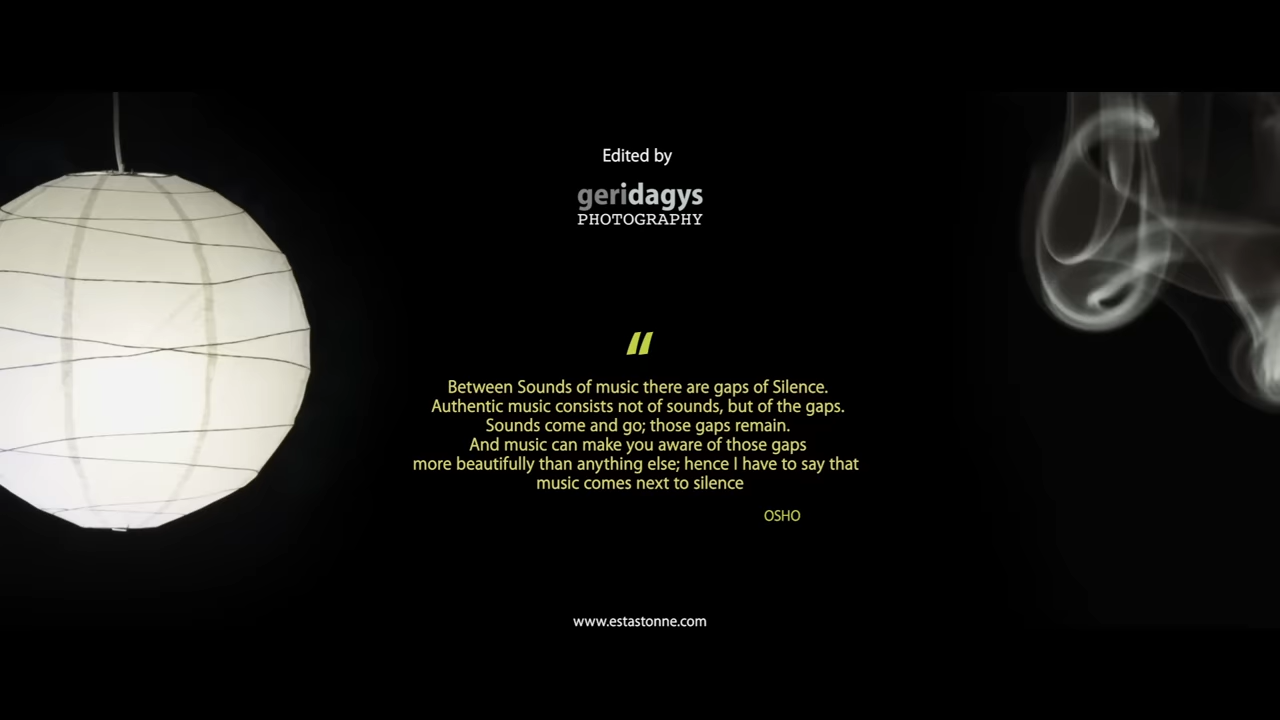 Edited by
geridagys
PHOTOGRAPHY
"
Between Sounds of music there are gaps of Silence.
Authentic music consists not of sounds, but of the gaps.
Sounds come and go; those gaps remain.
And music can make you aware of those gaps
more beautifully than anything else; hence I have to say that
music comes next to silence
OSHO
www.estastonne.com